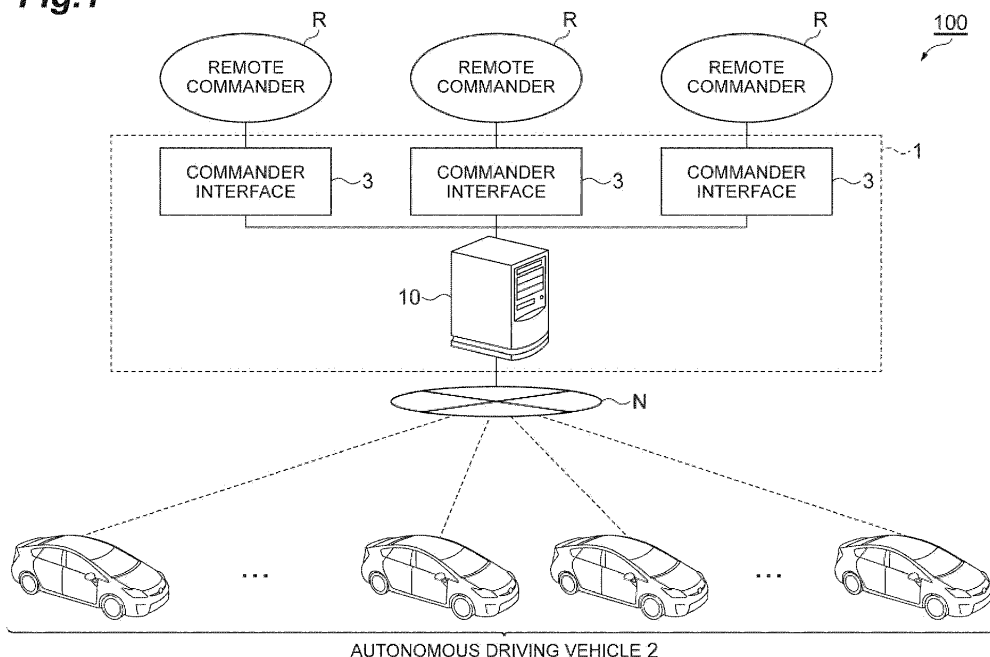 Fig.1
100
R
R
R
REMOTE
COMMANDER
REMOTE
COMMANDER
REMOTE
COMMANDER
1
COMMANDER
INTERFACE
3
COMMANDER
INTERFACE
3
COMMANDER
INTERFACE
3
10
N
...
...
AUTONOMOUS DRIVING VEHICLE 2